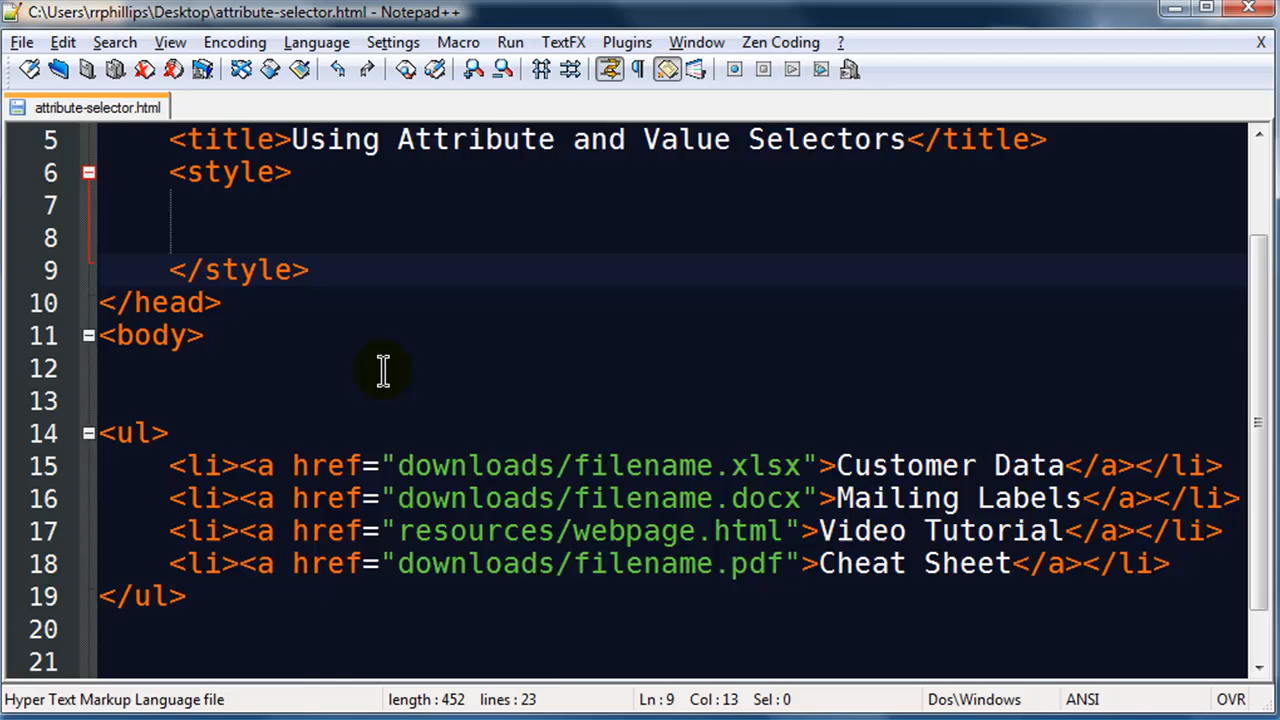 C:\Users\rrphillips\Desktop\attribute-selector.html - Notepad++
File Edit Search View Encoding Language Settings Macro Run TextFX Plugins Window Zen Coding ? X
attribute-selector.html
5 <title>Using Attribute and Value Selectors</title>
6 <style>
7
8
9 </style>
10 </head>
11 <body>
12
13
14 <ul>
15 <li><a href="downloads/filename.xlsx">Customer Data</a></li>
16 <li><a href="downloads/filename.docx">Mailing Labels</a></li>
17 <li><a href="resources/webpage.html">Video Tutorial</a></li>
18 <li><a href="downloads/filename.pdf">Cheat Sheet</a></li>
19 </ul>
20
21
Hyper Text Markup Language file length : 452 lines : 23 Ln : 9 Col : 13 Sel : 0 Dos\Windows ANSI OVR